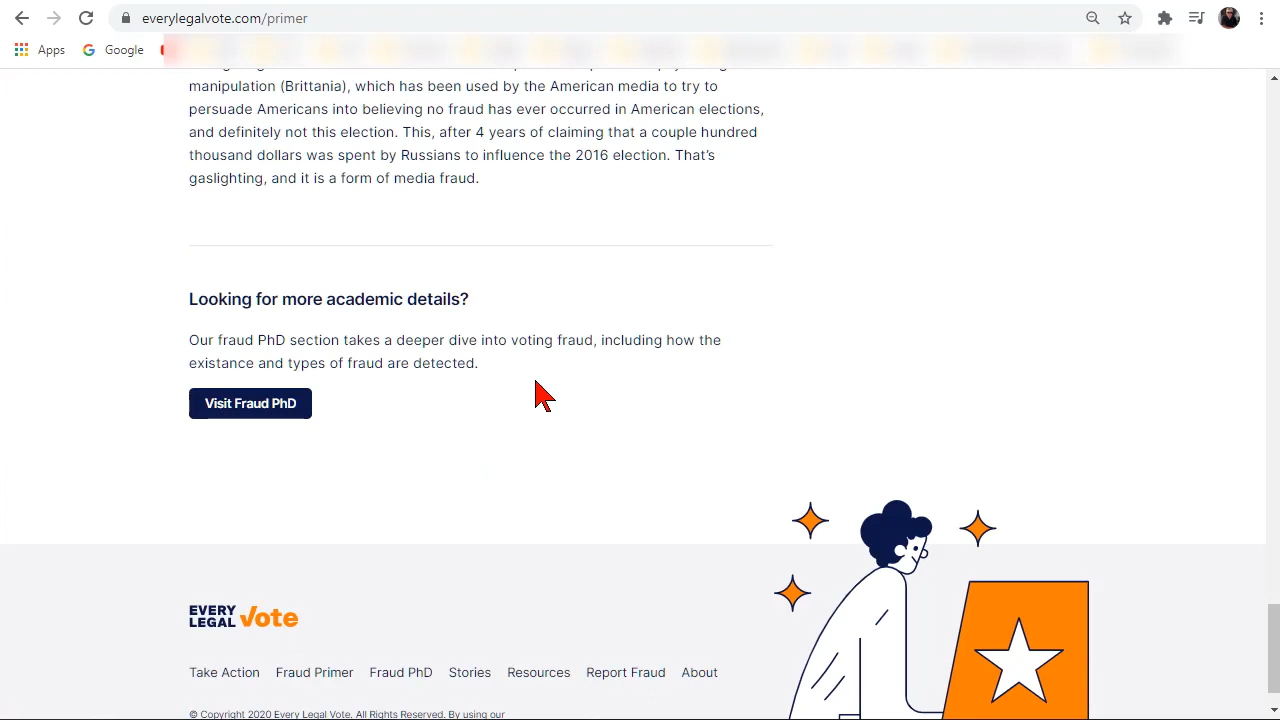 everylegalvote.com/primer
Apps Google
manipulation (Brittania), which has been used by the American media to try to
persuade Americans into believing no fraud has ever occurred in American elections,
and definitely not this election. This, after 4 years of claiming that a couple hundred
thousand dollars was spent by Russians to influence the 2016 election. That's
gaslighting, and it is a form of media fraud.
Looking for more academic details?
Our fraud PhD section takes a deeper dive into voting fraud, including how the
existance and types of fraud are detected.
Visit Fraud PhD
EVERY
LEGAL Vote
Take Action Fraud Primer Fraud PhD Stories Resources Report Fraud About
© Copyright 2020 Every Legal Vote. All Rights Reserved. By using our